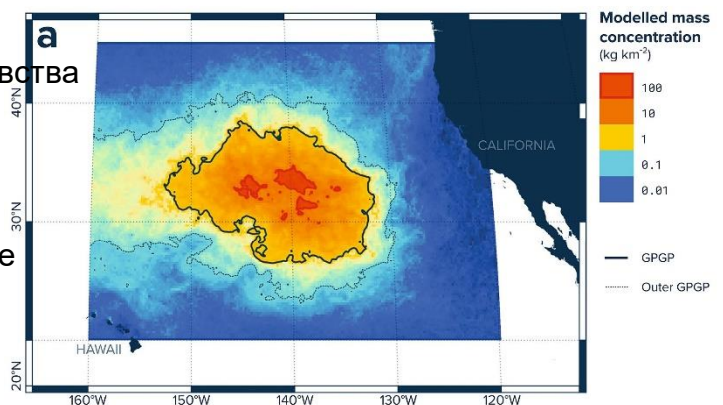 a
вства
е
Modelled mass
concentration
(kg km⁻²)
100
10
1
0.1
0.01
GPGP
Outer GPGP
CALIFORNIA
HAWAII
40°N
30°N
20°N
160°W
150°W
140°W
130°W
120°W